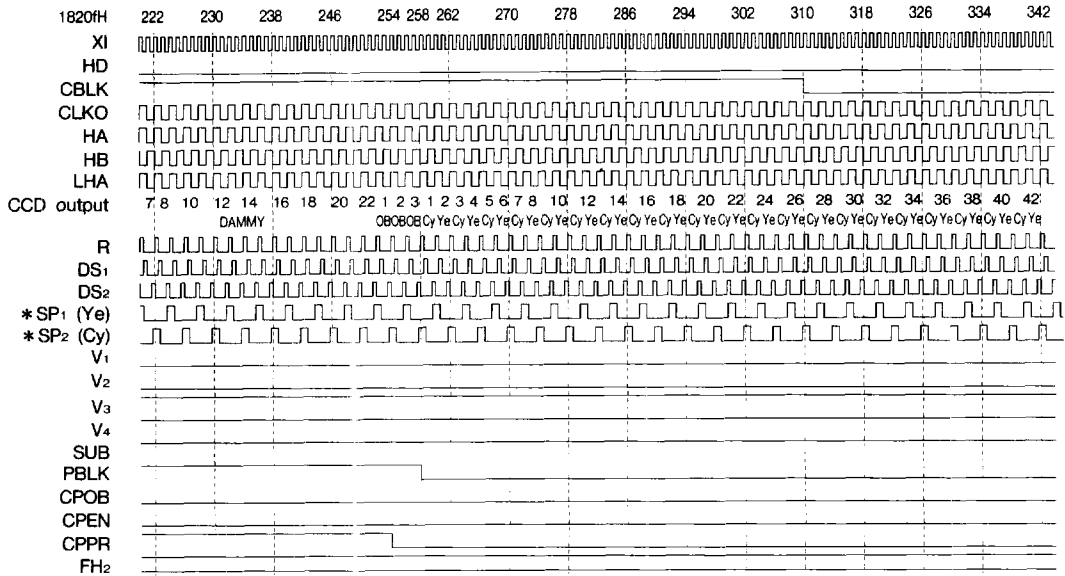 1820fH 222 230 238 246 254 258 262 270 278 286 294 302 310 318 326 334 342
XI
HD
CBLK
CLKO
HA
HB
LHA
CCD output 7 8 10 12 14 16 18 20 22 1 2 3 1 2 3 4 5 6 7 8 10 12 14 16 18 20 22 24 26 28 30 32 34 36 38 40 42
DAMMY OBOBOB Cy Ye Cy Ye Cy Ye Cy Ye Cy Ye Cy Ye Cy Ye Cy Ye Cy Ye Cy Ye Cy Ye Cy Ye Cy Ye Cy Ye Cy Ye Cy Ye Cy Ye Cy Ye Cy Ye Cy Ye Cy Ye
R
DS1
DS2
*SP1 (Ye)
*SP2 (Cy)
V1
V2
V3
V4
SUB
PBLK
CPOB
CPEN
CPPR
FH2